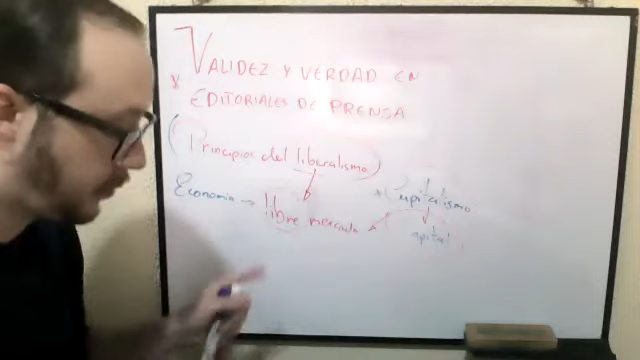 VALIDEZ Y VERDAD EN
EDITORIALES DE PRENSA
(Principios del liberalismo)
Economía → libre mercado
* Capitalismo
Capital